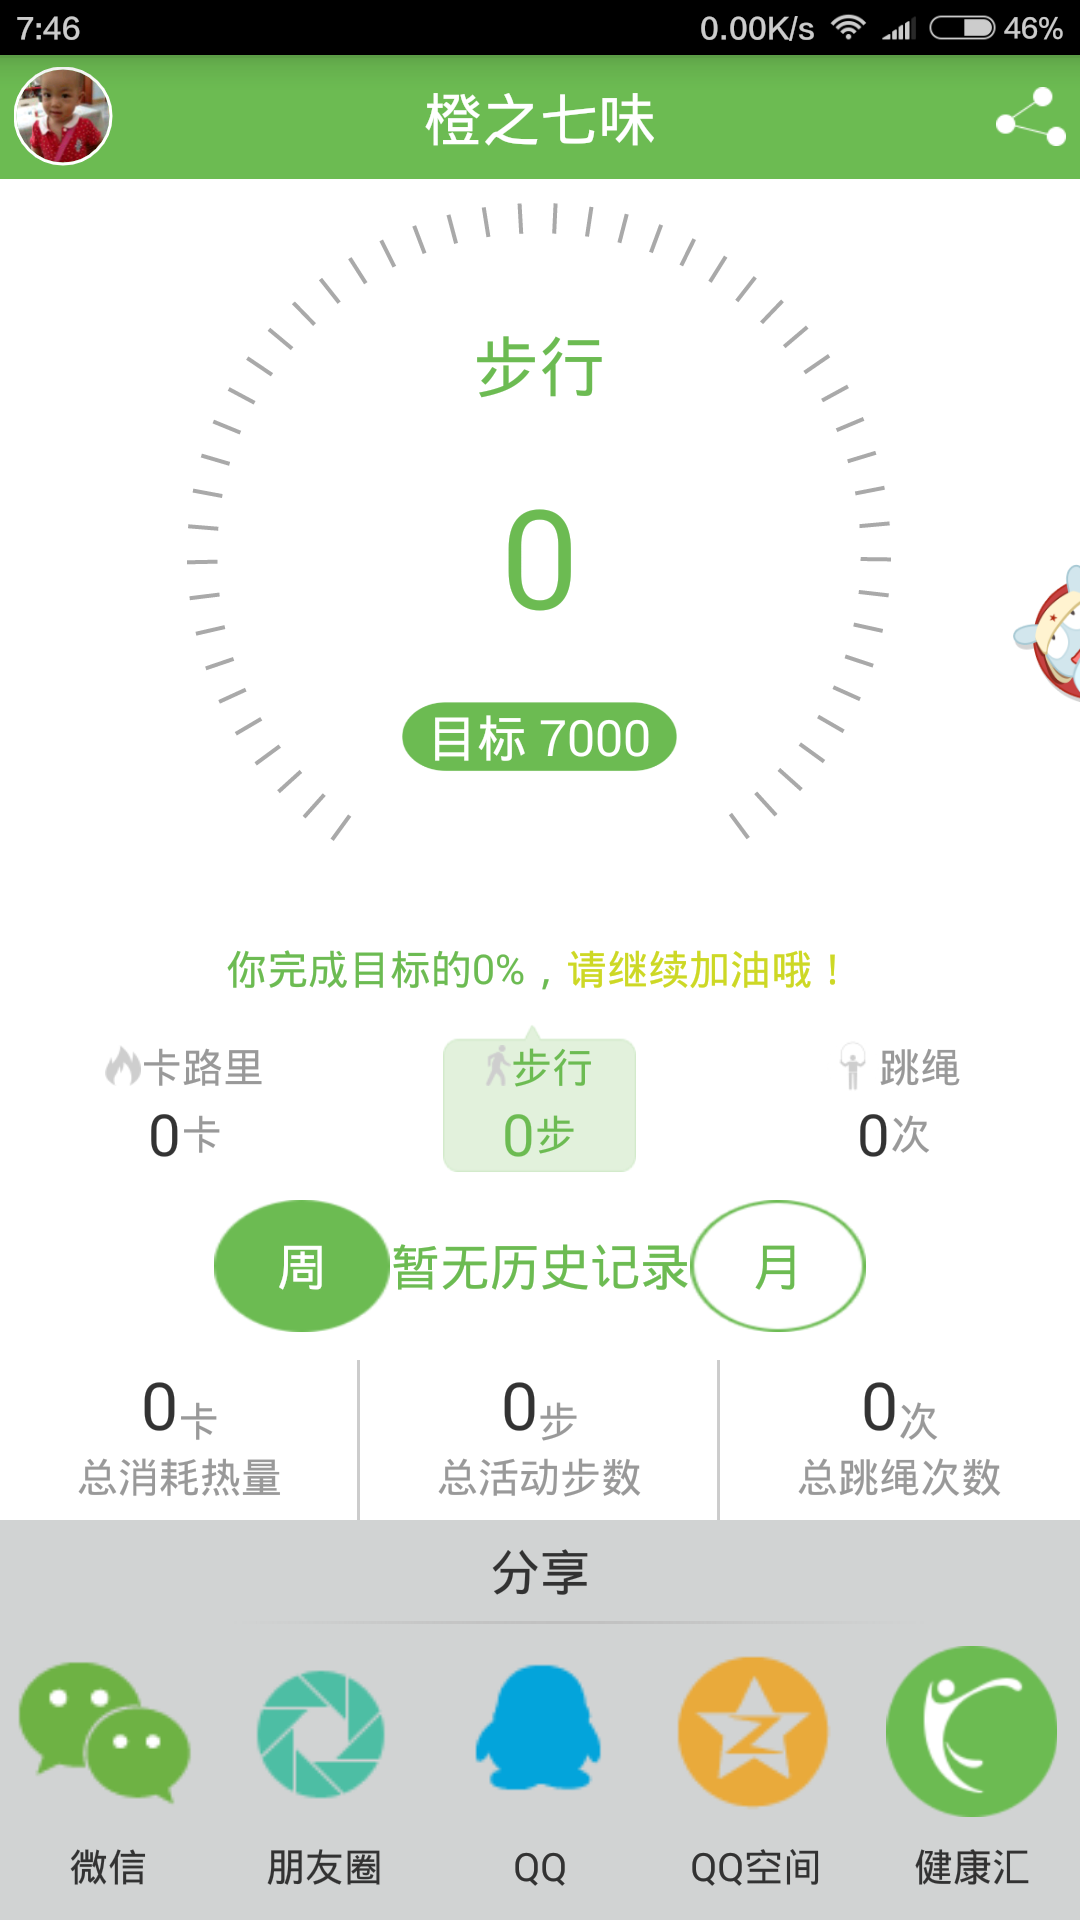 7:46 0.00K/s 46%
橙之七味
步行
0
目标 7000
你完成目标的0%，请继续加油哦！
卡路里 步行 跳绳
0卡 0步 0次
周 暂无历史记录 月
0卡 0步 0次
总消耗热量 总活动步数 总跳绳次数
分享
微信 朋友圈 QQ QQ空间 健康汇